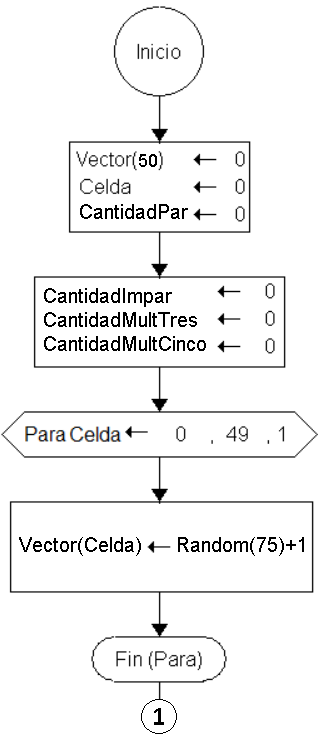 Inicio
Vector(50) ← 0
Celda ← 0
CantidadPar ← 0
CantidadImpar ← 0
CantidadMultTres ← 0
CantidadMultCinco ← 0
Para Celda ← 0 , 49 , 1
Vector(Celda) ← Random(75)+1
Fin (Para)
1